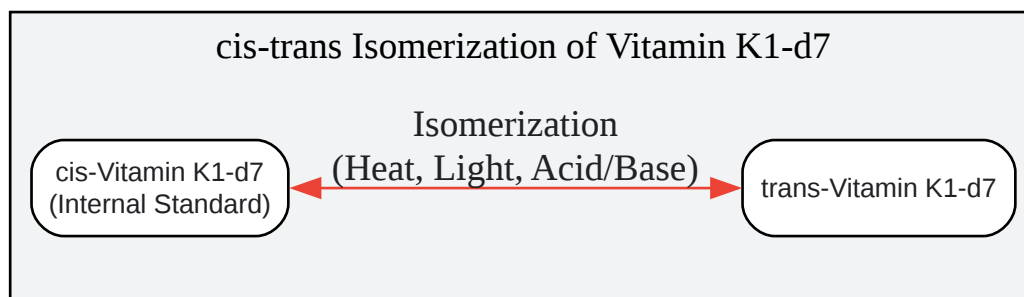 cis-trans Isomerization of Vitamin K1-d7
Isomerization
(Heat, Light, Acid/Base)
cis-Vitamin K1-d7
(Internal Standard)
trans-Vitamin K1-d7